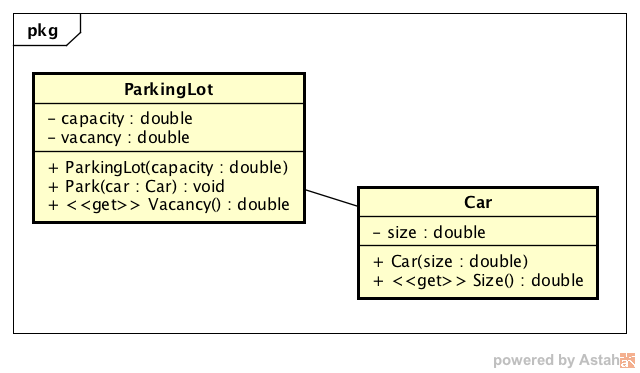 pkg
ParkingLot
- capacity : double
- vacancy : double
+ ParkingLot(capacity : double)
+ Park(car : Car) : void
+ <<get>> Vacancy() : double
Car
- size : double
+ Car(size : double)
+ <<get>> Size() : double
powered by Astah